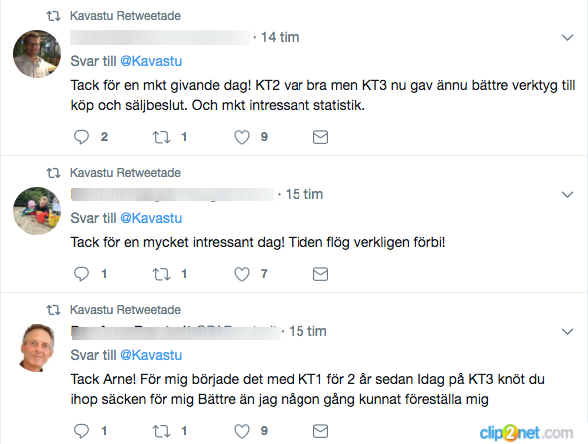 Kavastu Retweetade
· 14 tim
Svar till @Kavastu
Tack för en mkt givande dag! KT2 var bra men KT3 nu gav ännu bättre verktyg till
köp och säljbeslut. Och mkt intressant statistik.
2 1 9
Kavastu Retweetade
· 15 tim
Svar till @Kavastu
Tack för en mycket intressant dag! Tiden flög verkligen förbi!
1 1 7
Kavastu Retweetade
· 15 tim
Svar till @Kavastu
Tack Arne! För mig började det med KT1 för 2 år sedan Idag på KT3 knöt du
ihop säcken för mig Bättre än jag någon gång kunnat föreställa mig
1 1 9
clip2net.com